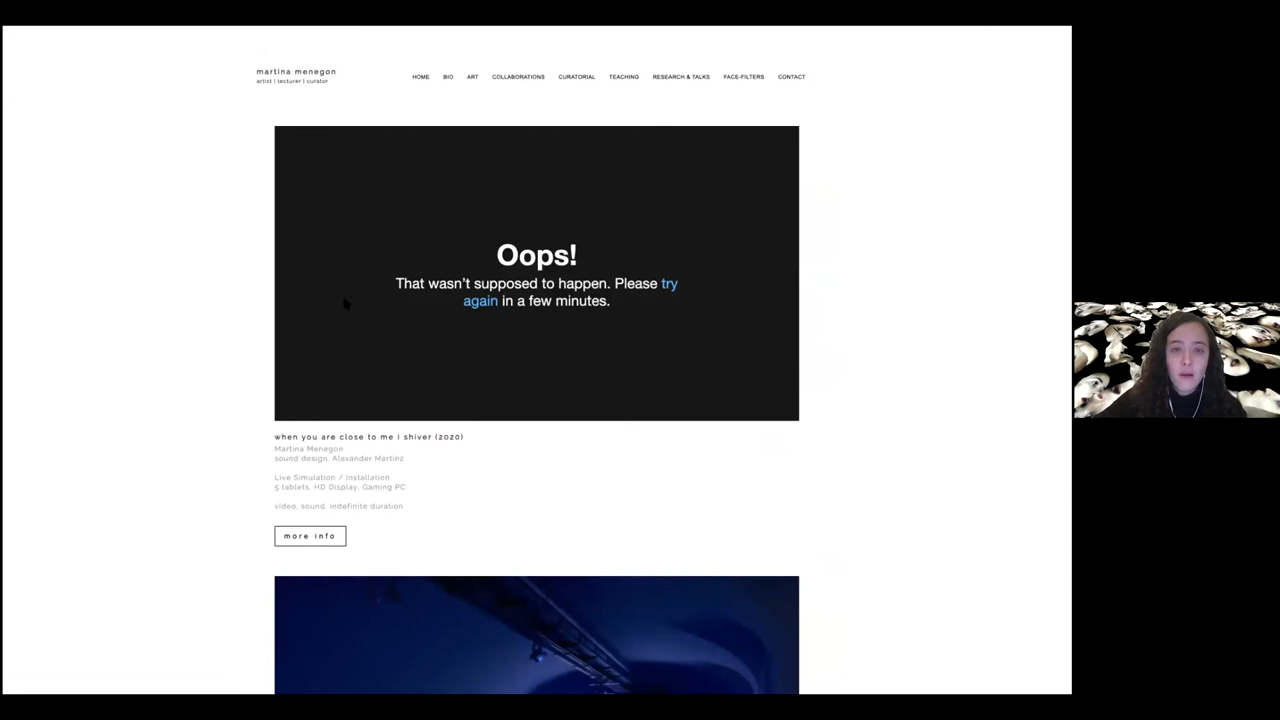 martina menegon
artist | lecturer | curator
HOME BIO ART COLLABORATIONS CURATORIAL TEACHING RESEARCH & TALKS FACE-FILTERS CONTACT
Oops!
That wasn't supposed to happen. Please try
again in a few minutes.
when you are close to me I shiver (2020)
Martina Menegon
sound design. Alexander Martinz
Live Simulation / Installation
5 tablets, HD Display, Gaming PC
video, sound, indefinite duration
more info